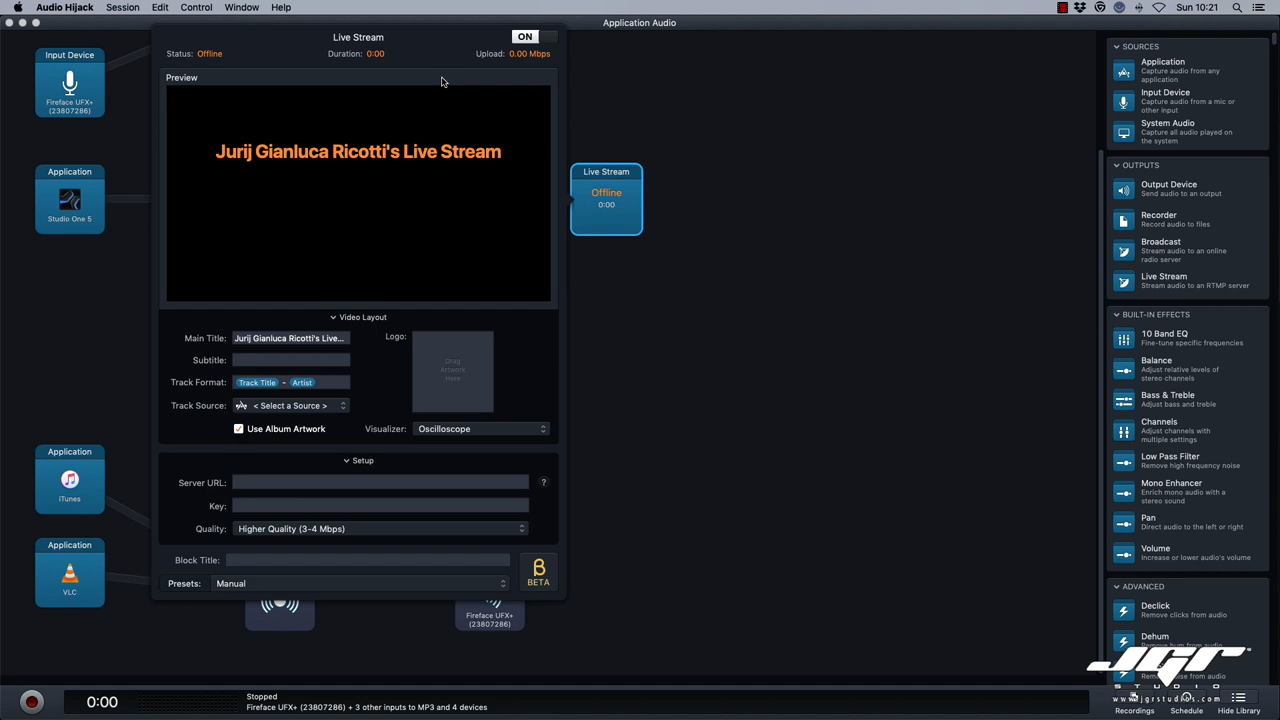 Audio Hijack Session Edit Control Window Help
Sun 10:21
Application Audio
Input Device
Fireface UFX+
(23807286)
Application
Studio One 5
Application
iTunes
Application
VLC
Live Stream
ON
Status: Offline
Duration: 0:00
Upload: 0.00 Mbps
Preview
Jurij Gianluca Ricotti's Live Stream
Video Layout
Main Title: Jurij Gianluca Ricotti's Live...
Subtitle:
Track Format: Track Title - Artist
Track Source: < Select a Source >
Use Album Artwork
Logo:
Drag
Artwork
Here
Visualizer: Oscilloscope
Setup
Server URL:
?
Key:
Quality: Higher Quality (3-4 Mbps)
Block Title:
Presets: Manual
β
BETA
Live Stream
Offline
0:00
Fireface UFX+
(23807286)
SOURCES
Application
Capture audio from any
application
Input Device
Capture audio from a mic or
other input
System Audio
Capture all audio played on
the system
OUTPUTS
Output Device
Send audio to an output
Recorder
Record audio to files
Broadcast
Stream audio to an online
radio server
Live Stream
Stream audio to an RTMP server
BUILT-IN EFFECTS
10 Band EQ
Fine-tune specific frequencies
Balance
Adjust relative levels of
stereo channels
Bass & Treble
Adjust bass and treble
Channels
Adjust channels with
multiple settings
Low Pass Filter
Remove high frequency noise
Mono Enhancer
Enrich mono audio with a
stereo sound
Pan
Direct audio to the left or right
Volume
Increase or lower audio's volume
ADVANCED
Declick
Remove clicks from audio
Dehum
JGR
www.jgrstudios.com
0:00
Stopped
Fireface UFX+ (23807286) + 3 other inputs to MP3 and 4 devices
Recordings
Schedule
Hide Library